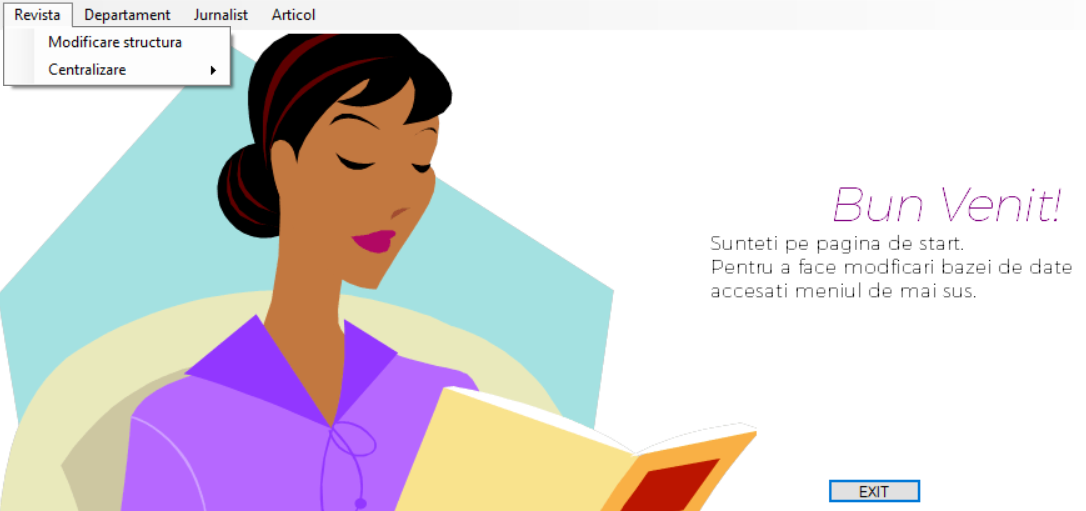 Revista Departament Jurnalist Articol
Modificare structura
Centralizare
Bun Venit!
Sunteti pe pagina de start.
Pentru a face modficari bazei de date
accesati meniul de mai sus.
EXIT